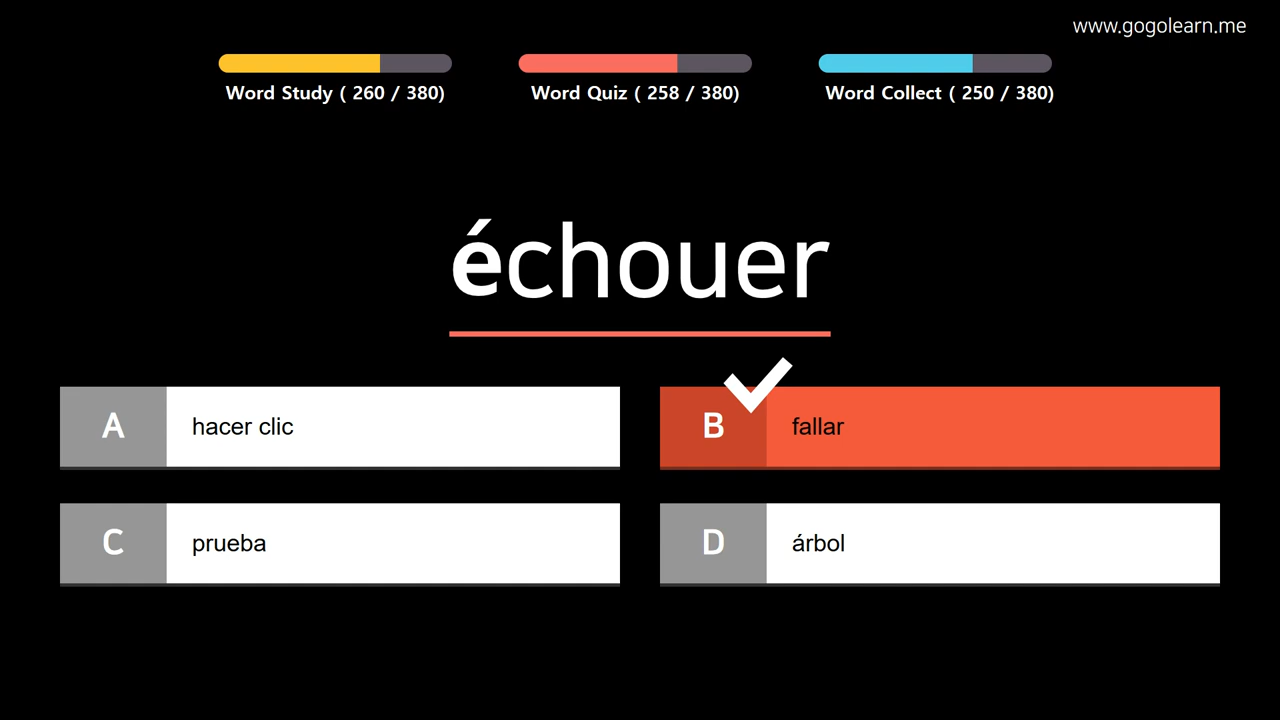 www.gogolearn.me
Word Study ( 260 / 380)
Word Quiz ( 258 / 380)
Word Collect ( 250 / 380)
échouer
A hacer clic
B fallar
C prueba
D árbol